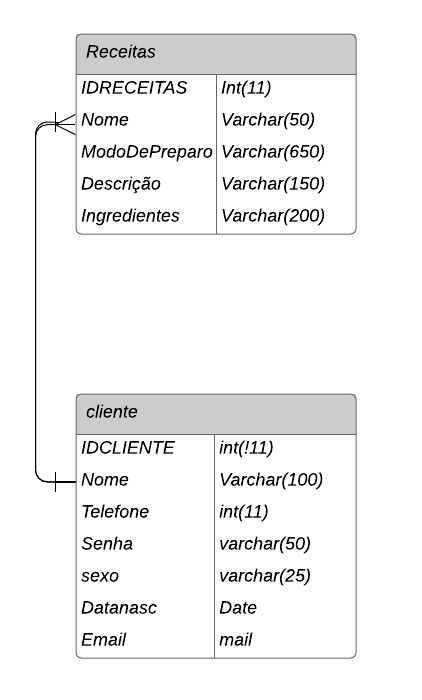 Receitas
IDRECEITAS Int(11)
Nome Varchar(50)
ModoDePreparo Varchar(650)
Descrição Varchar(150)
Ingredientes Varchar(200)
cliente
IDCLIENTE int(!11)
Nome Varchar(100)
Telefone int(11)
Senha varchar(50)
sexo varchar(25)
Datanasc Date
Email mail